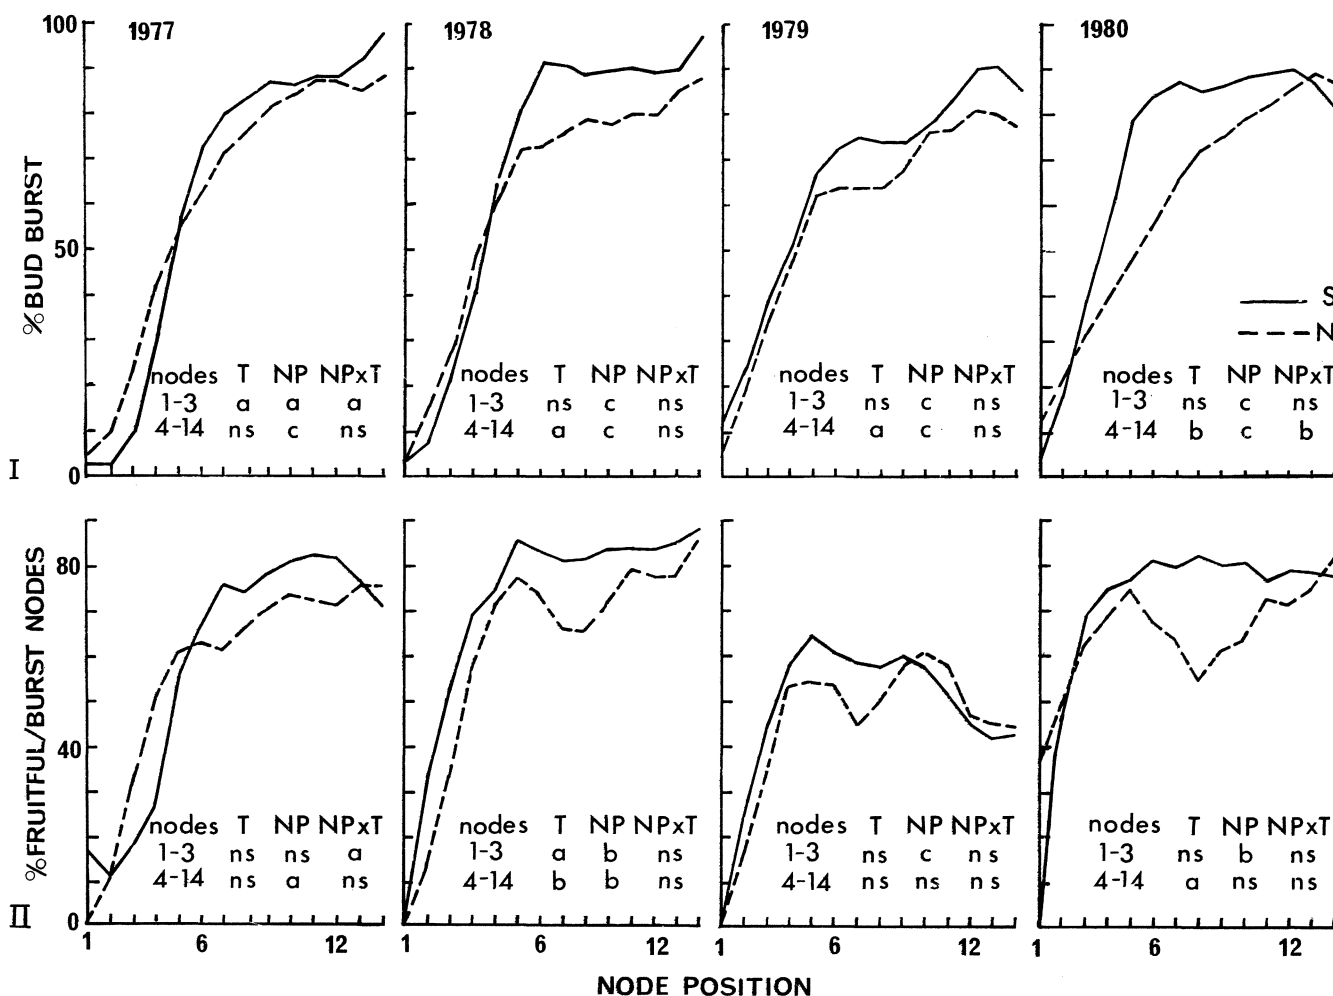 100
1977
1978
1979
1980
%BUD BURST
50
0
I
nodes T NP NPxT
1-3 a a a
4-14 ns c ns
nodes T NP NPxT
1-3 ns c ns
4-14 a c ns
nodes T NP NPxT
1-3 ns c ns
4-14 a c ns
S
N
nodes T NP NPxT
1-3 ns c ns
4-14 b c b
%FRUITFUL/BURST NODES
80
40
0
II
nodes T NP NPxT
1-3 ns ns a
4-14 ns a ns
nodes T NP NPxT
1-3 a b ns
4-14 b b ns
nodes T NP NPxT
1-3 ns c ns
4-14 ns ns ns
nodes T NP NPxT
1-3 ns b ns
4-14 a ns ns
1 6 12
1 6 12
1 6 12
1 6 12
NODE POSITION